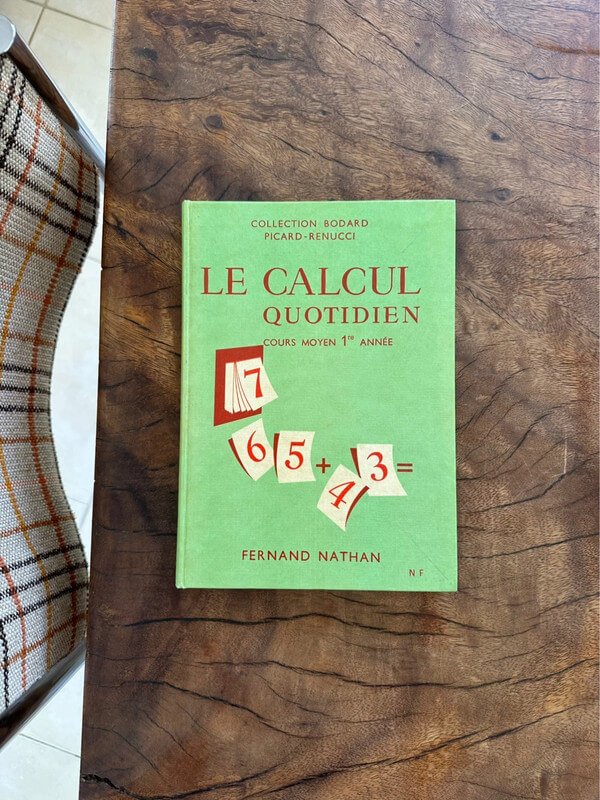 COLLECTION BODARD
PICARD-RENUCCI
LE CALCUL
QUOTIDIEN
COURS MOYEN 1re ANNÉE
7
6 5 + 4 3 =
FERNAND NATHAN
N F